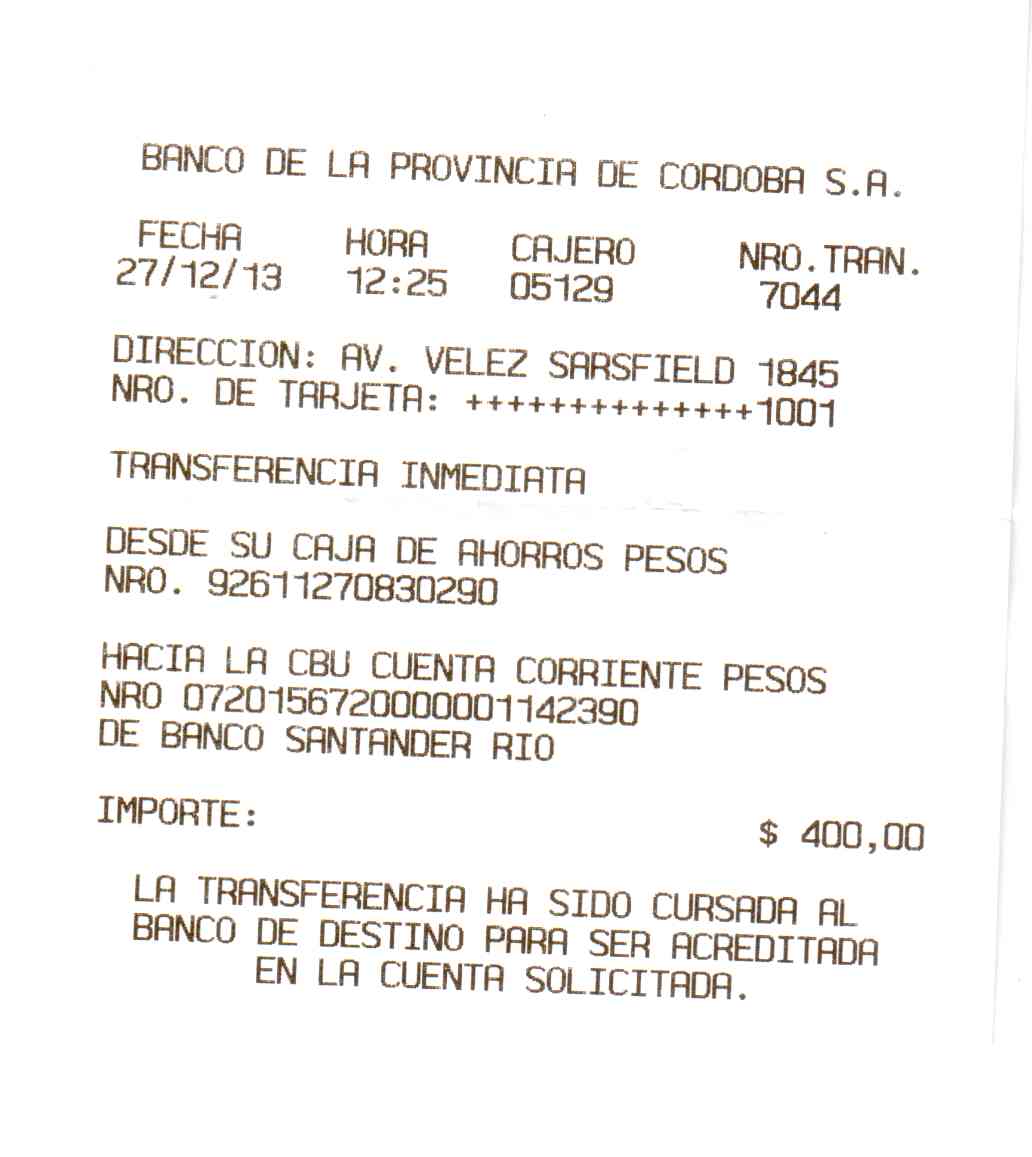 BANCO DE LA PROVINCIA DE CORDOBA S.A.
FECHA HORA CAJERO NRO.TRAN.
27/12/13 12:25 05129 7044
DIRECCION: AV. VELEZ SARSFIELD 1845
NRO. DE TARJETA: ++++++++++++++1001
TRANSFERENCIA INMEDIATA
DESDE SU CAJA DE AHORROS PESOS
NRO. 92611270830290
HACIA LA CBU CUENTA CORRIENTE PESOS
NRO 0720156720000001142390
DE BANCO SANTANDER RIO
IMPORTE: $ 400,00
LA TRANSFERENCIA HA SIDO CURSADA AL
BANCO DE DESTINO PARA SER ACREDITADA
EN LA CUENTA SOLICITADA.